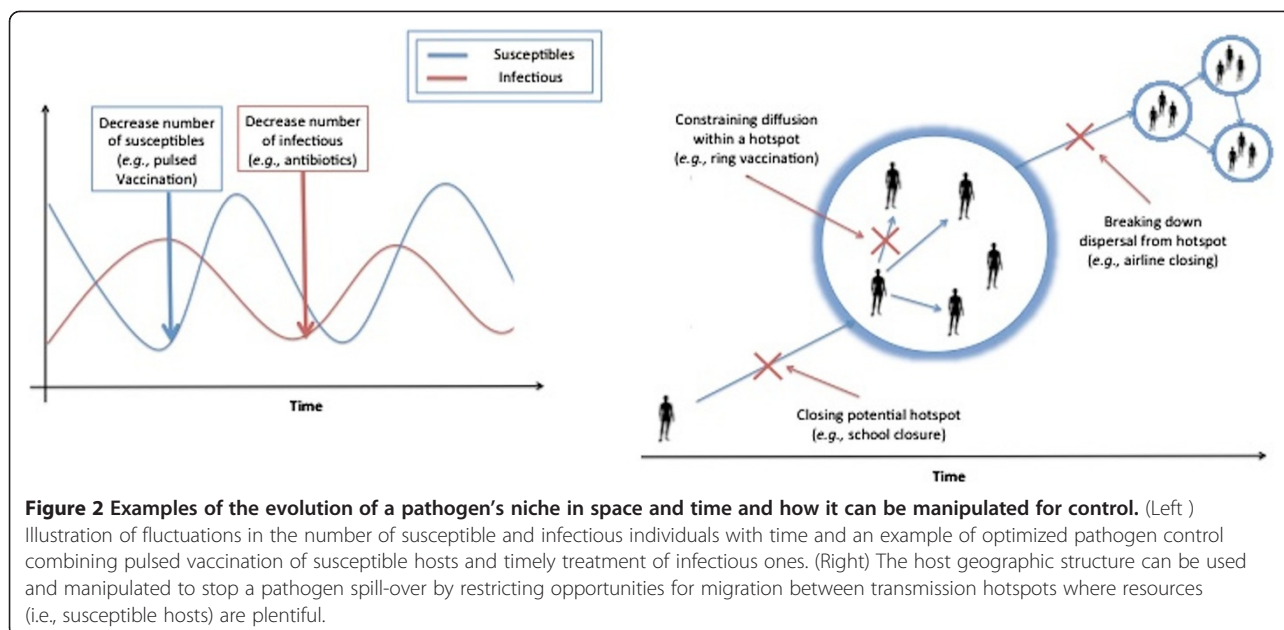 Susceptibles
Infectious
Decrease number
of susceptibles
(e.g., pulsed
Vaccination)
Decrease number
of infectious
(e.g., antibiotics)
Time
Constraining diffusion
within a hotspot
(e.g., ring vaccination)
Breaking down
dispersal from hotspot
(e.g., airline closing)
Closing potential hotspot
(e.g., school closure)
Time
Figure 2 Examples of the evolution of a pathogen's niche in space and time and how it can be manipulated for control. (Left )
Illustration of fluctuations in the number of susceptible and infectious individuals with time and an example of optimized pathogen control
combining pulsed vaccination of susceptible hosts and timely treatment of infectious ones. (Right) The host geographic structure can be used
and manipulated to stop a pathogen spill-over by restricting opportunities for migration between transmission hotspots where resources
(i.e., susceptible hosts) are plentiful.